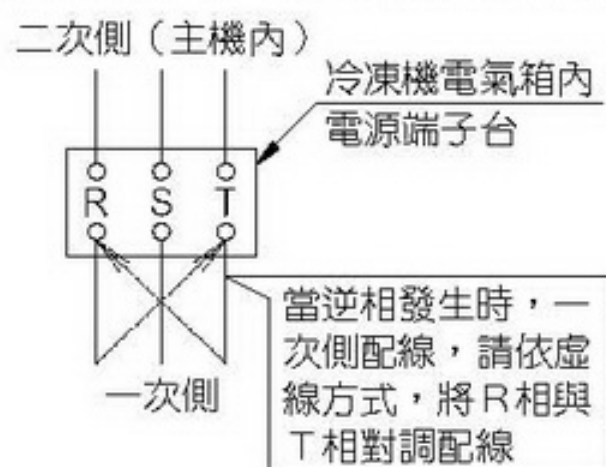 二次側（主機內）
冷凍機電氣箱內
電源端子台
R S T
當逆相發生時，一
次側配線，請依虛
線方式，將R相與
T相對調配線
一次側